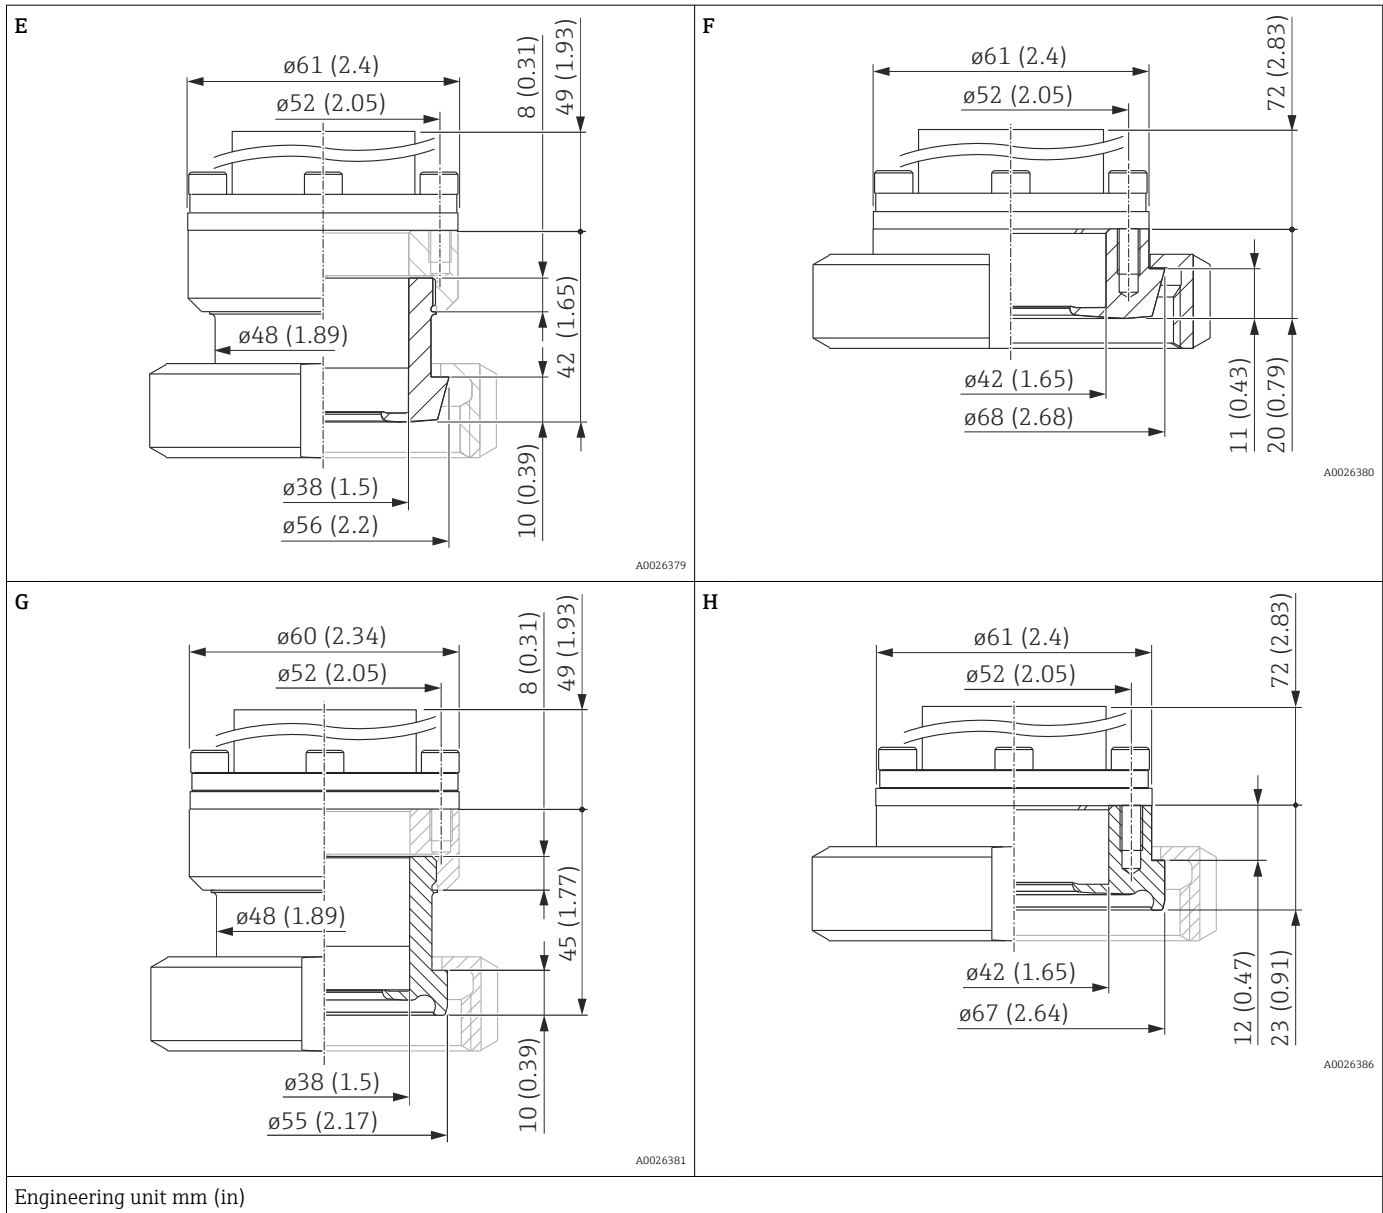 E
ø61 (2.4)
ø52 (2.05)
8 (0.31)
49 (1.93)
ø48 (1.89)
42 (1.65)
ø38 (1.5)
ø56 (2.2)
10 (0.39)
A0026379
F
ø61 (2.4)
ø52 (2.05)
72 (2.83)
ø42 (1.65)
ø68 (2.68)
11 (0.43)
20 (0.79)
A0026380
G
ø60 (2.34)
ø52 (2.05)
8 (0.31)
49 (1.93)
ø48 (1.89)
45 (1.77)
ø38 (1.5)
ø55 (2.17)
10 (0.39)
A0026381
H
ø61 (2.4)
ø52 (2.05)
72 (2.83)
ø42 (1.65)
ø67 (2.64)
12 (0.47)
23 (0.91)
A0026386
Engineering unit mm (in)